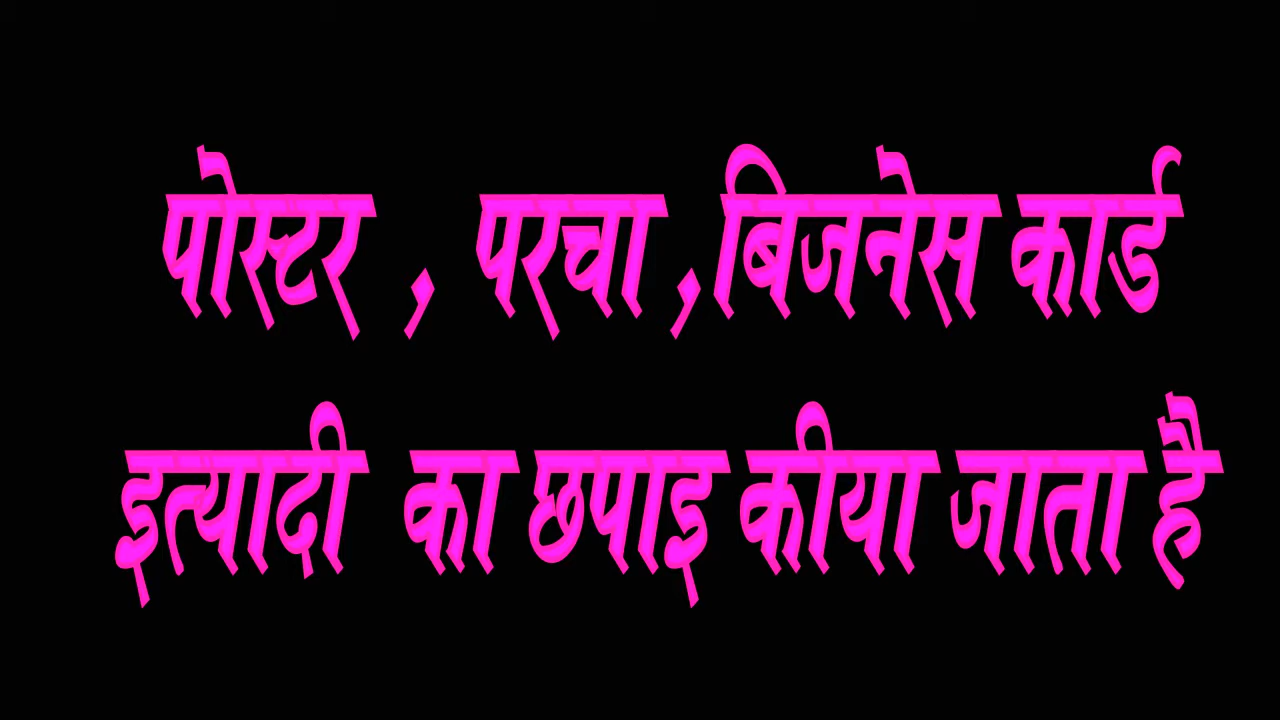 पोस्टर , परचा ,बिजनेस कार्ड
इत्यादी का छपाइ कीया जाता है